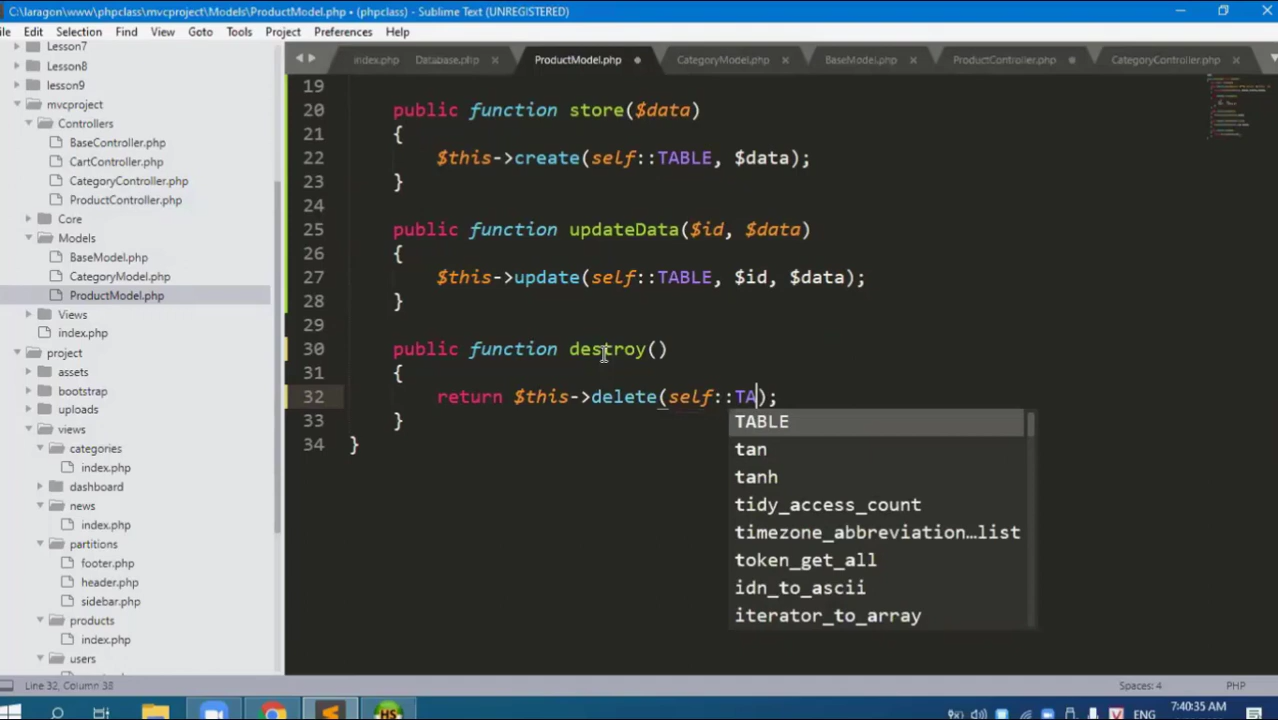 C:\laragon\www\phpclass\mvcproject\Models\ProductModel.php • (phpclass) - Sublime Text (UNREGISTERED)
Edit Selection Find View Goto Tools Project Preferences Help
Lesson7
Lesson8
lesson9
mvcproject
Controllers
BaseController.php
CartController.php
CategoryController.php
ProductController.php
Core
Models
BaseModel.php
CategoryModel.php
ProductModel.php
Views
index.php
project
assets
bootstrap
uploads
views
categories
index.php
dashboard
news
index.php
partitions
footer.php
header.php
sidebar.php
products
index.php
users
index.php Database.php ProductModel.php CategoryModel.php BaseModel.php ProductController.php CategoryController.php
19
20 public function store($data)
21 {
22 $this->create(self::TABLE, $data);
23 }
24
25 public function updateData($id, $data)
26 {
27 $this->update(self::TABLE, $id, $data);
28 }
29
30 public function destroy()
31 {
32 return $this->delete(self::TA);
33 }
34 }
TABLE
tan
tanh
tidy_access_count
timezone_abbreviation…list
token_get_all
idn_to_ascii
iterator_to_array
Line 32, Column 38 Spaces: 4 PHP
HS V ENG 7:40:35 AM